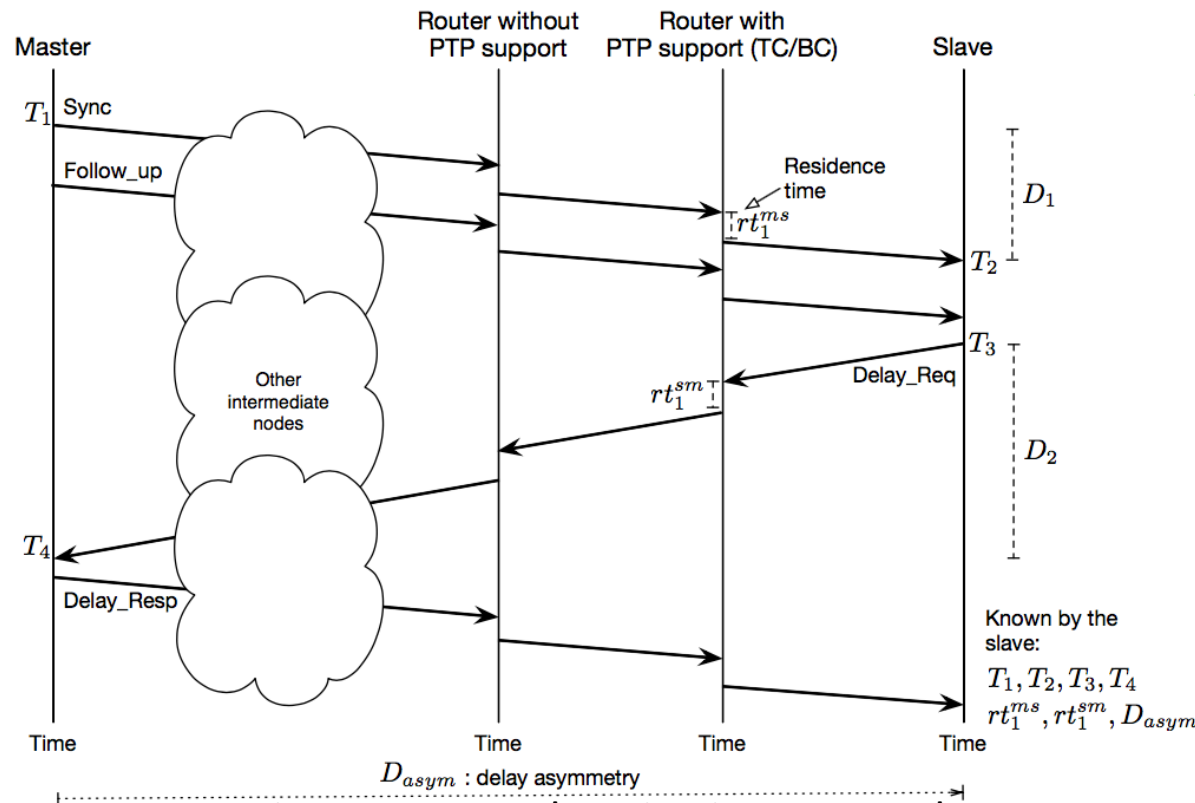 Master
Router without
PTP support
Router with
PTP support (TC/BC)
Slave
T₁
Sync
Follow_up
Residence
time
rt₁ᵐˢ
D₁
T₂
T₃
Delay_Req
rt₁ˢᵐ
Other
intermediate
nodes
D₂
T₄
Delay_Resp
Known by the
slave:
T₁, T₂, T₃, T₄
rt₁ᵐˢ, rt₁ˢᵐ, D_asym
Time
Time
Time
Time
D_asym : delay asymmetry